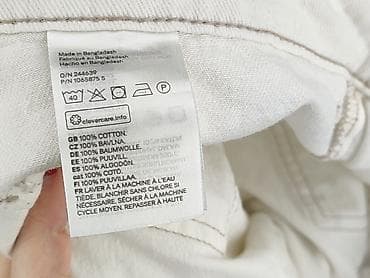 Made in Bangladesh
Fabriqué au Bangladesh
Hecho en Bangladesh
O/N 244639
P/N 1065875 S
40
P
clevercare.info
GB 100% COTTON.
CZ 100% BAVLNA.
DE 100% BAUMWOLLE.
EE 100% PUUVILL.
ES 100% ALGODÓN.
cat 100% COTÓ.
FI 100% PUUVILLAA.
FR LAVER À LA MACHINE À L'EAU
TIÈDE. BLANCHIR SANS CHLORE SI
NÉCESSAIRE. SÉCHER À LA MACHINE
CYCLE MOYEN. REPASSER À HAUTE